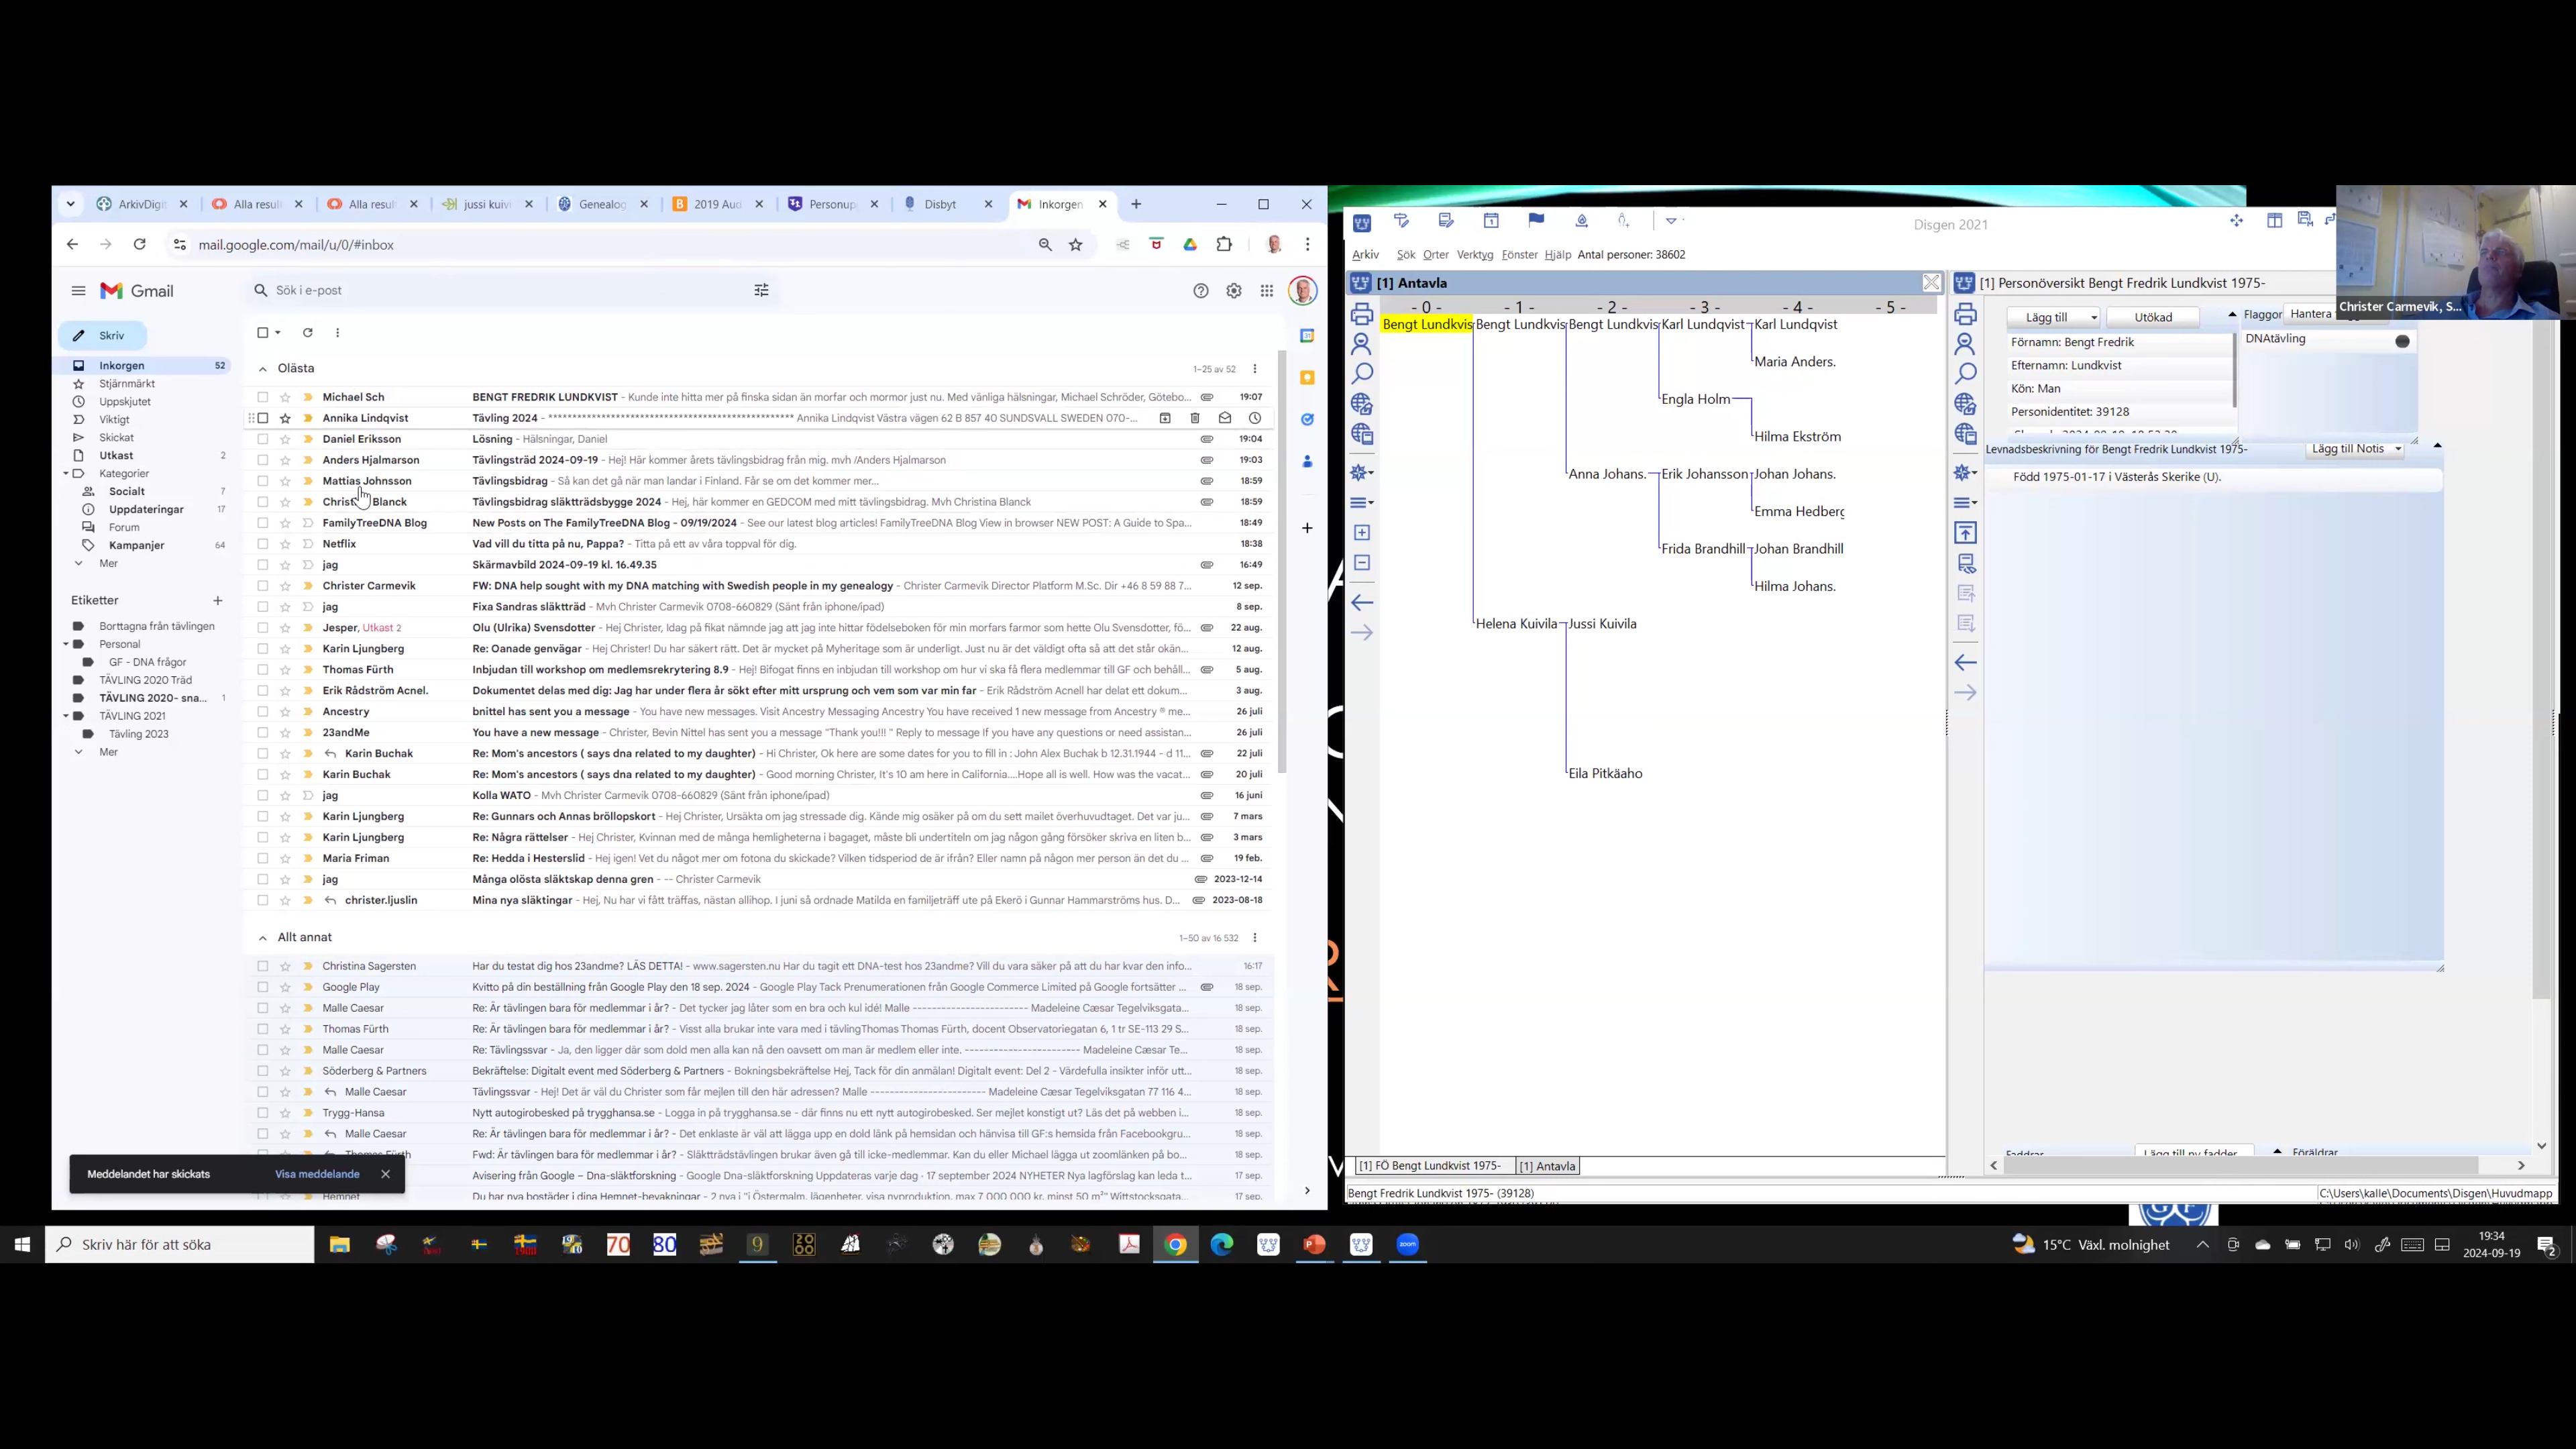 ArkivDigit
Alla result
Alla result
jussi kuivi
Genealog
2019 Aud
Personup
Disbyt
Inkorgen
mail.google.com/mail/u/0/#inbox
Gmail
Sök i e-post
Skriv
Inkorgen 52
Stjärnmärkt
Uppskjutet
Viktigt
Skickat
Utkast 2
Kategorier
Socialt 7
Uppdateringar 17
Forum
Kampanjer 64
Mer
Etiketter
Borttagna från tävlingen
Personal
GF - DNA frågor
TÄVLING 2020 Träd
TÄVLING 2020- sna... 1
TÄVLING 2021
Tävling 2023
Mer
Olästa 1–25 av 52
Michael Sch BENGT FREDRIK LUNDKVIST - Kunde inte hitta mer på finska sidan än morfar och mormor just nu. Med vänliga hälsningar, Michael Schröder, Götebo... 19:07
Annika Lindqvist Tävling 2024 - ******************************************** Annika Lindqvist Västra vägen 62 B 857 40 SUNDSVALL SWEDEN 070-...
Daniel Eriksson Lösning - Hälsningar, Daniel 19:04
Anders Hjalmarson Tävlingsträd 2024-09-19 - Hej! Här kommer årets tävlingsbidrag från mig. mvh /Anders Hjalmarson 19:03
Mattias Johnsson Tävlingsbidrag - Så kan det gå när man landar i Finland. Får se om det kommer mer... 18:59
Christina Blanck Tävlingsbidrag släktträdsbygge 2024 - Hej, här kommer en GEDCOM med mitt tävlingsbidrag. Mvh Christina Blanck 18:59
FamilyTreeDNA Blog New Posts on The FamilyTreeDNA Blog - 09/19/2024 - See our latest blog articles! FamilyTreeDNA Blog View in browser NEW POST: A Guide to Spa... 18:49
Netflix Vad vill du titta på nu, Pappa? - Titta på ett av våra toppval för dig. 18:38
jag Skärmavbild 2024-09-19 kl. 16.49.35 16:49
Christer Carmevik FW: DNA help sought with my DNA matching with Swedish people in my genealogy - Christer Carmevik Director Platform M.Sc. Dir +46 8 59 88 7... 12 sep.
jag Fixa Sandras släktträd - Mvh Christer Carmevik 0708-660829 (Sänt från iphone/ipad) 8 sep.
Jesper, Utkast 2 Olu (Ulrika) Svensdotter - Hej Christer, Idag på fikat nämnde jag att jag inte hittar födelseboken för min morfars farmor som hette Olu Svensdotter, fö... 22 aug.
Karin Ljungberg Re: Oanade genvägar - Hej Christer! Du har säkert rätt. Det är mycket på Myheritage som är underligt. Just nu är det väldigt ofta så att det står okän... 12 aug.
Thomas Fürth Inbjudan till workshop om medlemsrekrytering 8.9 - Hej! Bifogat finns en inbjudan till workshop om hur vi ska få flera medlemmar till GF och behåll... 5 aug.
Erik Rådström Acnel. Dokumentet delas med dig: Jag har under flera år sökt efter mitt ursprung och vem som var min far - Erik Rådström Acnell har delat ett dokum... 3 aug.
Ancestry bnittel has sent you a message - You have new messages. Visit Ancestry Messaging Ancestry You have received 1 new message from Ancestry ® me... 26 juli
23andMe You have a new message - Christer, Bevin Nittel has sent you a message "Thank you!!! " Reply to message If you have any questions or need assistan... 26 juli
Karin Buchak Re: Mom's ancestors ( says dna related to my daughter) - Hi Christer, Ok here are some dates for you to fill in : John Alex Buchak b 12.31.1944 - d 11... 22 juli
Karin Buchak Re: Mom's ancestors ( says dna related to my daughter) - Good morning Christer, It's 10 am here in California....Hope all is well. How was the vacat... 20 juli
jag Kolla WATO - Mvh Christer Carmevik 0708-660829 (Sänt från iphone/ipad) 16 juni
Karin Ljungberg Re: Gunnars och Annas bröllopskort - Hej Christer, Ursäkta om jag stressade dig. Kände mig osäker på om du sett mailet överhuvudtaget. Det var ju... 7 mars
Karin Ljungberg Re: Några rättelser - Hej Christer, Kvinnan med de många hemligheterna i bagaget, måste bli undertiteln om jag någon gång försöker skriva en liten b... 3 mars
Maria Friman Re: Hedda i Hesterslid - Hej igen! Vet du något mer om fotona du skickade? Vilken tidsperiod de är ifrån? Eller namn på någon mer person än det du ... 19 feb.
jag Många olösta släktskap denna gren - -- Christer Carmevik 2023-12-14
christer.ljuslin Mina nya släktingar - Hej, Nu har vi fått träffas, nästan allihop. I juni så ordnade Matilda en familjeträff ute på Ekerö i Gunnar Hammarströms hus. D... 2023-08-18
Allt annat 1–50 av 16 532
Christina Sagersten Har du testat dig hos 23andme? LÄS DETTA! - www.sagersten.nu Har du tagit ett DNA-test hos 23andme? Vill du vara säker på att du har kvar den info... 16:17
Google Play Kvitto på din beställning från Google Play den 18 sep. 2024 - Google Play Tack Prenumerationen från Google Commerce Limited på Google fortsätter ... 18 sep.
Malle Caesar Re: Är tävlingen bara för medlemmar i år? - Det tycker jag låter som en bra och kul idé! Malle ------------------------ Madeleine Cæsar Tegelviksgata... 18 sep.
Thomas Fürth Re: Är tävlingen bara för medlemmar i år? - Visst alla brukar inte vara med i tävlingThomas Thomas Fürth, docent Observatoriegatan 6, 1 tr SE-113 29 S... 18 sep.
Malle Caesar Re: Tävlingssvar - Ja, den ligger där som dold men alla kan nå den oavsett om man är medlem eller inte. ------------------------ Madeleine Cæsar Te... 18 sep.
Söderberg & Partners Bekräftelse: Digitalt event med Söderberg & Partners - Bokningsbekräftelse Hej, Tack för din anmälan! Digitalt event: Del 2 - Värdefulla insikter inför utt... 18 sep.
Malle Caesar Tävlingssvar - Hej! Det är väl du Christer som får mejlen till den här adressen? Malle ------------------------ Madeleine Cæsar Tegelviksgatan 77 116 4... 18 sep.
Trygg-Hansa Nytt autogirobesked på trygghansa.se - Logga in på trygghansa.se - där finns nu ett nytt autogirobesked. Ser mejlet konstigt ut? Läs det på webben i... 18 sep.
Malle Caesar Re: Är tävlingen bara för medlemmar i år? - Det enklaste är väl att lägga upp en dold länk på hemsidan och hänvisa till GF:s hemsida från Facebookgru... 18 sep.
Thomas Fürth Fwd: Är tävlingen bara för medlemmar i år? - Släktträdstävlingen brukar även gå till icke-medlemmar. Kan du eller Michael lägga ut zoomlänken på bo... 18 sep.
Avisering från Google – Dna-släktforskning - Google Dna-släktforskning Uppdateras varje dag · 17 september 2024 NYHETER Nya lagförslag kan leda t... 17 sep.
Hemnet Du har nya bostäder i dina Hemnet-bevakningar - 2 nya i "i Östermalm, lägenheter, visa nyproduktion, max 7 000 000 kr, minst 50 m²" Wittstocksgata... 17 sep.
Meddelandet har skickats Visa meddelande
Disgen 2021
Arkiv Sök Orter Verktyg Fönster Hjälp Antal personer: 38602
[1] Antavla
- 0 - - 1 - - 2 - - 3 - - 4 - - 5 -
Bengt Lundkvis Bengt Lundkvis Bengt Lundkvis Karl Lundqvist Karl Lundqvist
Maria Anders.
Engla Holm
Hilma Ekström
Anna Johans. Erik Johansson Johan Johans.
Emma Hedberg
Frida Brandhill Johan Brandhill
Hilma Johans.
Helena Kuivila Jussi Kuivila
Eila Pitkäaho
[1] FÖ Bengt Lundkvist 1975- [1] Antavla
Bengt Fredrik Lundkvist 1975- (39128)
[1] Personöversikt Bengt Fredrik Lundkvist 1975-
Lägg till Utökad Flaggor Hantera
Förnamn: Bengt Fredrik DNAtävling
Efternamn: Lundkvist
Kön: Man
Personidentitet: 39128
Levnadsbeskrivning för Bengt Fredrik Lundkvist 1975- Lägg till Notis
Född 1975-01-17 i Västerås Skerike (U).
Faddrar Lägg till ny fadder Föräldrar
C:\Users\kalle\Documents\Disgen\Huvudmapp
Christer Carmevik, S...
GF
Skriv här för att söka
70
80
9
zoom
15°C Växl. molnighet
19:34
2024-09-19
2